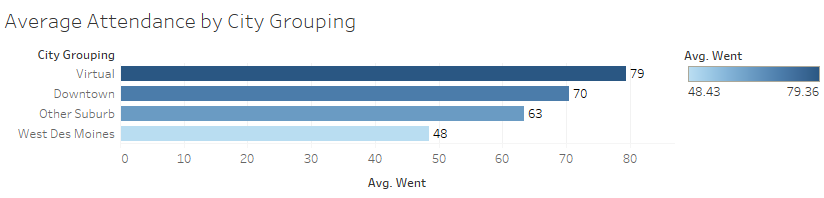 Average Attendance by City Grouping
City Grouping
Virtual 79
Downtown 70
Other Suburb 63
West Des Moines 48
0 10 20 30 40 50 60 70 80
Avg. Went
Avg. Went
48.43 79.36